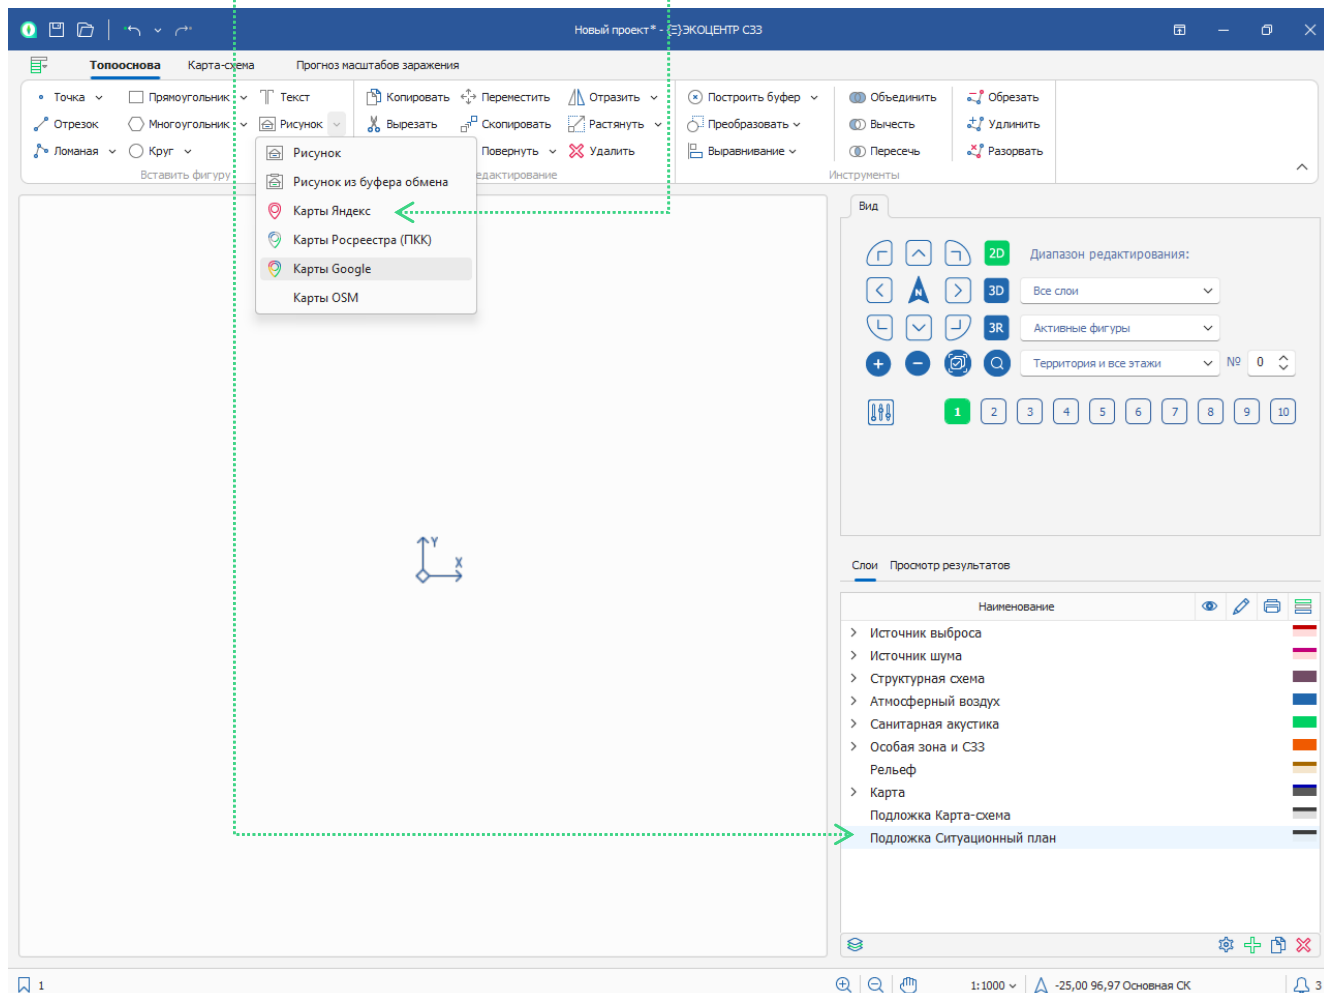 Новый проект* - {Ξ}ЭКОЦЕНТР СЗЗ
Топооснова Карта-схема Прогноз масштабов заражения
Точка Прямоугольник Текст Копировать Переместить Отразить Построить буфер Объединить Обрезать
Отрезок Многоугольник Рисунок Вырезать Скопировать Растянуть Преобразовать Вычесть Удлинить
Ломаная Круг Повернуть Удалить Выравнивание Пересечь Разорвать
Вставить фигуру едактирование Инструменты
Рисунок
Рисунок из буфера обмена
Карты Яндекс
Карты Росреестра (ПКК)
Карты Google
Карты OSM
Вид
2D Диапазон редактирования:
N 3D Все слои
3R Активные фигуры
Территория и все этажи № 0
1 2 3 4 5 6 7 8 9 10
Y
X
Слои Просмотр результатов
Наименование
Источник выброса
Источник шума
Структурная схема
Атмосферный воздух
Санитарная акустика
Особая зона и СЗЗ
Рельеф
Карта
Подложка Карта-схема
Подложка Ситуационный план
1 1:1000 -25,00 96,97 Основная СК 3